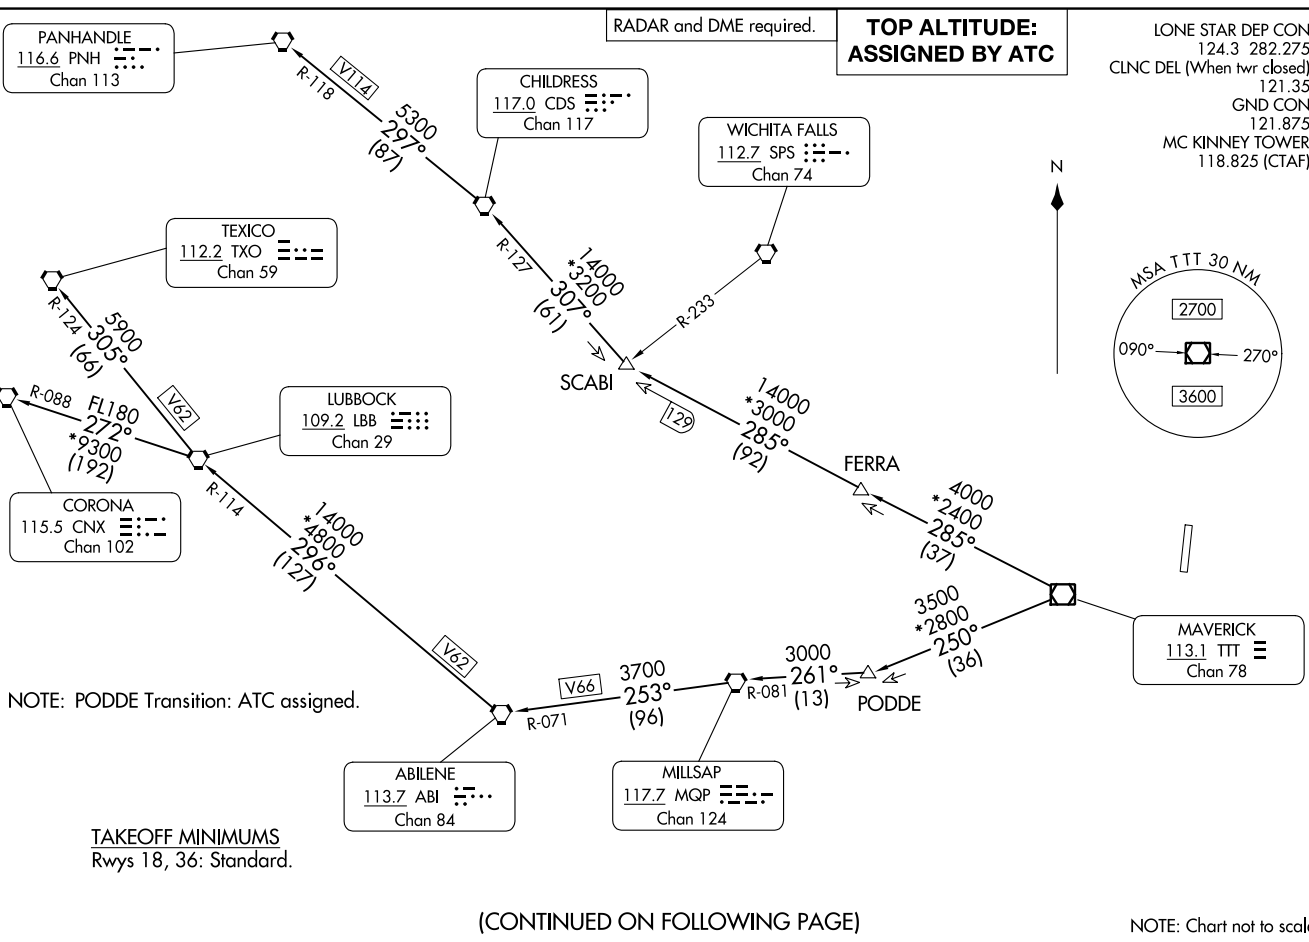 RADAR and DME required.
TOP ALTITUDE:
ASSIGNED BY ATC
LONE STAR DEP CON
124.3 282.275
CLNC DEL (When twr closed)
121.35
GND CON
121.875
MC KINNEY TOWER
118.825 (CTAF)
PANHANDLE
116.6 PNH
Chan 113
R-118
V114
5300
297°
(87)
CHILDRESS
117.0 CDS
Chan 117
WICHITA FALLS
112.7 SPS
Chan 74
N
TEXICO
112.2 TXO
Chan 59
R-127
14000
*3200
307°
(61)
R-233
MSA TTT 30 NM
2700
090°
270°
3600
R-124
5900
305°
(66)
V62
SCABI
129
R-088
FL180
272°
*9300
(192)
LUBBOCK
109.2 LBB
Chan 29
14000
*3000
285°
(92)
FERRA
CORONA
115.5 CNX
Chan 102
R-114
14000
*4800
296°
(127)
4000
*2400
285°
(37)
3500
*2800
250°
(36)
MAVERICK
113.1 TTT
Chan 78
V62
NOTE: PODDE Transition: ATC assigned.
R-071
V66
3700
253°
(96)
R-081
3000
261°
(13)
PODDE
ABILENE
113.7 ABI
Chan 84
MILLSAP
117.7 MQP
Chan 124
TAKEOFF MINIMUMS
Rwys 18, 36: Standard.
(CONTINUED ON FOLLOWING PAGE)
NOTE: Chart not to scal